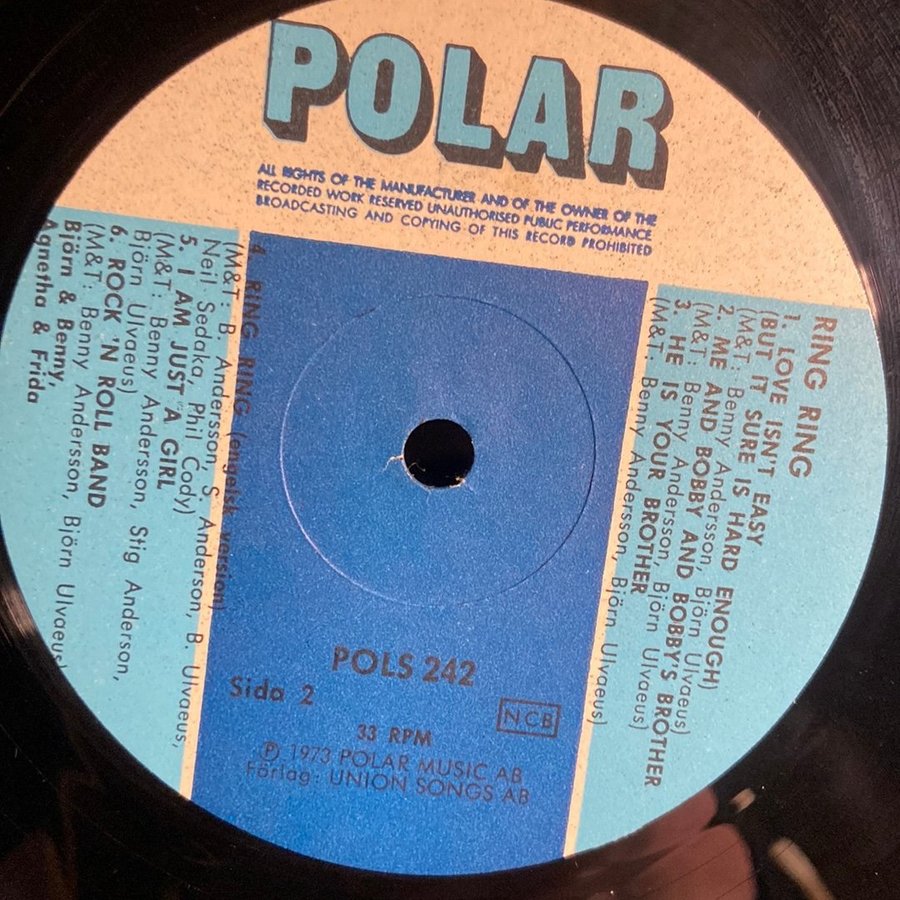 POLAR
ALL RIGHTS OF THE MANUFACTURER AND OF THE OWNER OF THE
RECORDED WORK RESERVED UNAUTHORISED PUBLIC PERFORMANCE
BROADCASTING AND COPYING OF THIS RECORD PROHIBITED
RING RING
1. LOVE ISN'T EASY
(BUT IT SURE IS HARD ENOUGH)
(M&T: Benny Andersson, Björn Ulvaeus)
2. ME AND BOBBY AND BOBBY'S BROTHER
(M&T: Benny Andersson, Björn Ulvaeus)
3. HE IS YOUR BROTHER
(M&T: Benny Andersson, Björn Ulvaeus)
4. RING RING (engelsk version)
(M&T: B. Andersson, S. Anderson, B. Ulvaeus,
Neil Sedaka, Phil Cody)
5. I AM JUST A GIRL
(M&T: Benny Andersson, Stig Anderson,
Björn Ulvaeus)
6. ROCK 'N ROLL BAND
(M&T: Benny Andersson, Björn Ulvaeus)
Björn & Benny,
Agnetha & Frida
POLS 242
Sida 2
NCB
33 RPM
Ⓟ 1973 POLAR MUSIC AB
Förlag: UNION SONGS AB